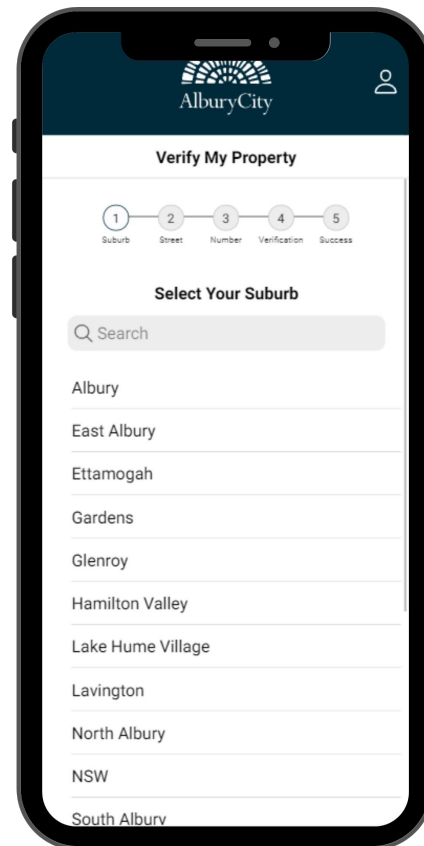 AlburyCity
Verify My Property
1 2 3 4 5
Suburb Street Number Verification Success
Select Your Suburb
Search
Albury
East Albury
Ettamogah
Gardens
Glenroy
Hamilton Valley
Lake Hume Village
Lavington
North Albury
NSW
South Albury